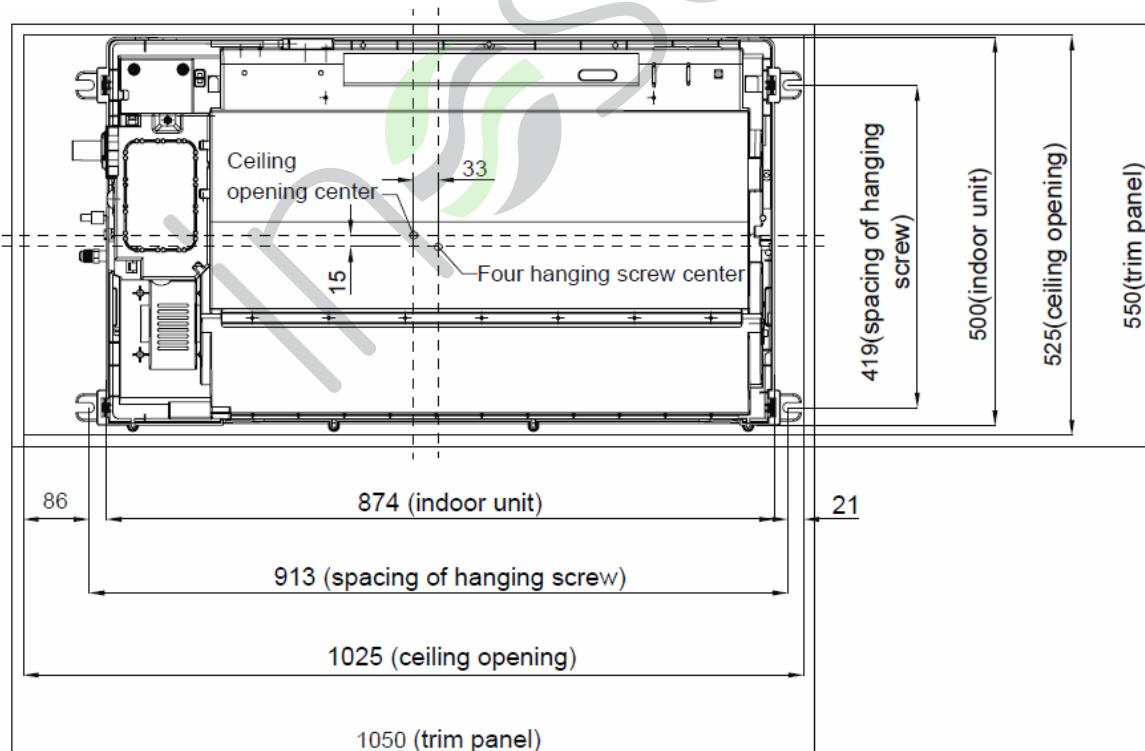 Ceiling
opening center
33
15
Four hanging screw center
419(spacing of hanging
screw)
500(indoor unit)
525(ceiling opening)
550(trim panel)
86
874 (indoor unit)
21
913 (spacing of hanging screw)
1025 (ceiling opening)
1050 (trim panel)